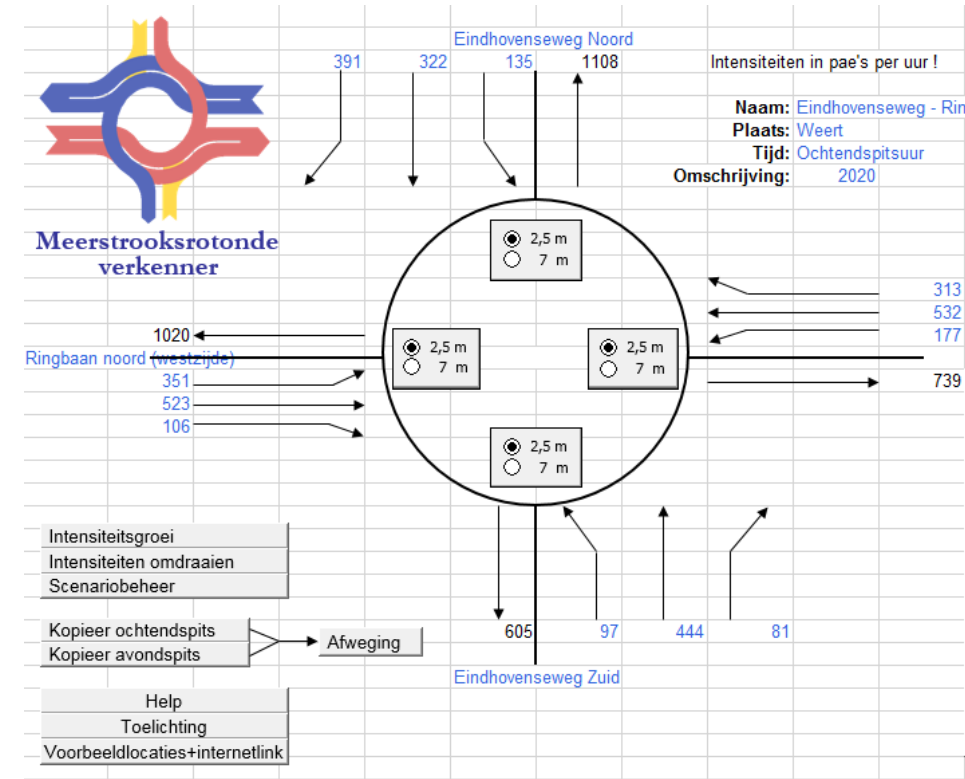 Eindhovenseweg Noord
391 322 135 1108 Intensiteiten in pae's per uur !
Naam: Eindhovenseweg - Rin
Plaats: Weert
Tijd: Ochtendspitsuur
Omschrijving: 2020
Meerstrooksrotonde
verkenner
2,5 m
7 m
313
532
1020 177
Ringbaan noord (westzijde)
2,5 m
7 m
2,5 m
7 m
351 739
523
106
2,5 m
7 m
Intensiteitsgroei
Intensiteiten omdraaien
Scenariobeheer
Kopieer ochtendspits
Kopieer avondspits
Afweging
605 97 444 81
Eindhovenseweg Zuid
Help
Toelichting
Voorbeeldlocaties+internetlink